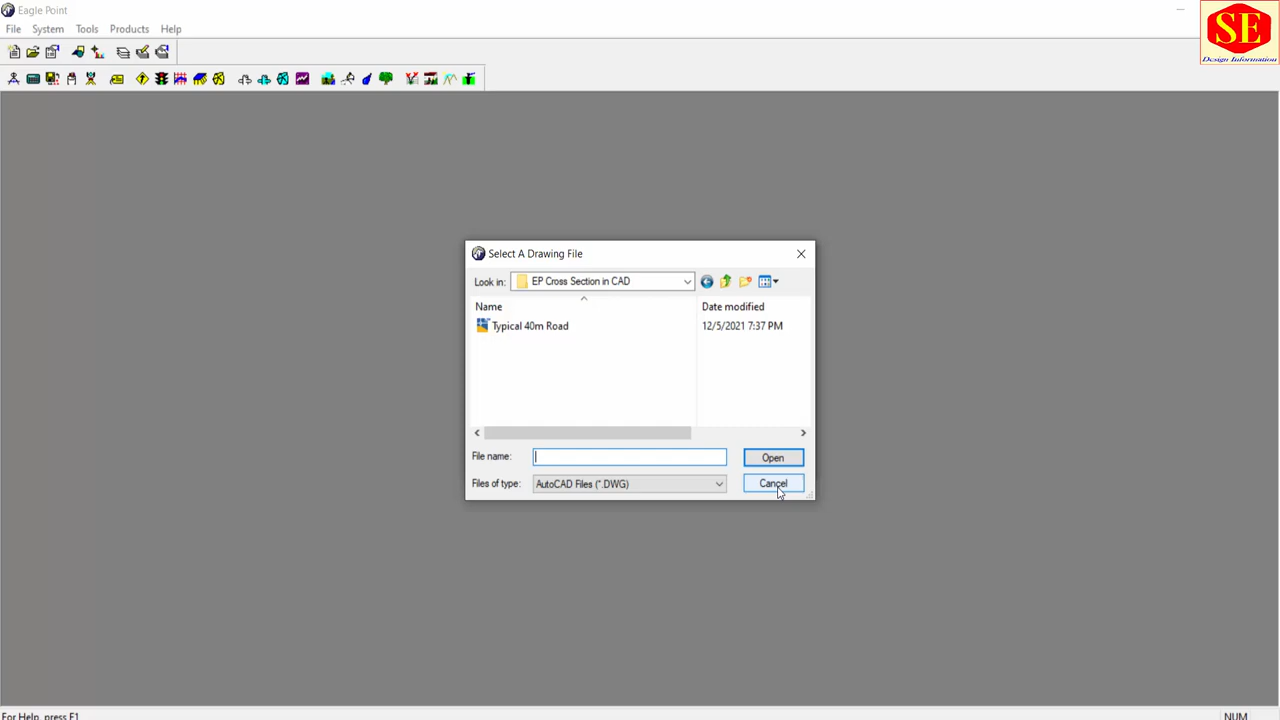 Eagle Point
File System Tools Products Help
SE
Design Information
Select A Drawing File
Look in: EP Cross Section in CAD
Name Date modified
Typical 40m Road 12/5/2021 7:37 PM
File name: Open
Files of type: AutoCAD Files (*.DWG) Cancel
For Help, press F1 NUM